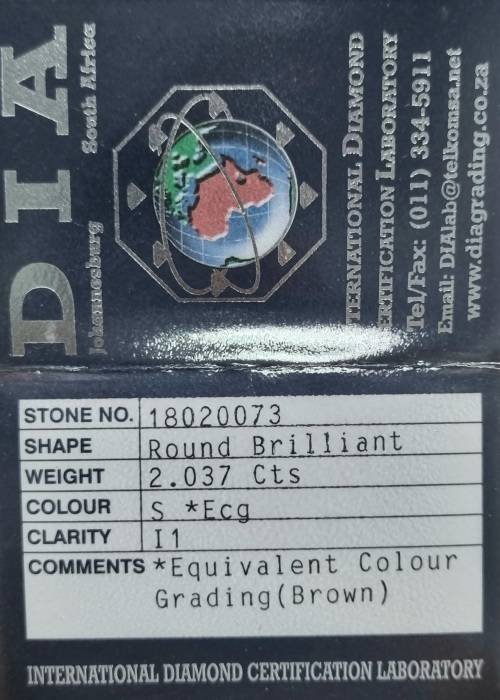 DIA
Johannesburg South Africa
INTERNATIONAL DIAMOND
CERTIFICATION LABORATORY
Tel/Fax: (011) 334-5911
Email: DIAlab@telkomsa.net
www.diagrading.co.za
STONE NO. 18020073
SHAPE Round Brilliant
WEIGHT 2.037 Cts
COLOUR S *Ecg
CLARITY I1
COMMENTS *Equivalent Colour
Grading(Brown)
INTERNATIONAL DIAMOND CERTIFICATION LABORATORY